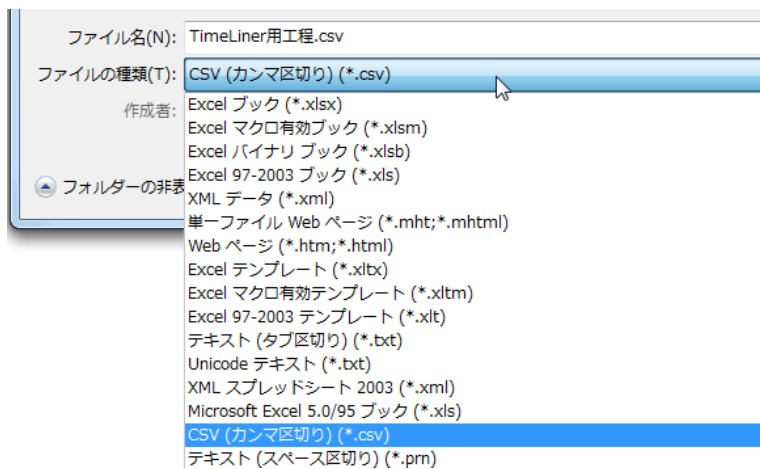 ファイル名(N): TimeLiner用工程.csv
ファイルの種類(T): CSV (カンマ区切り) (*.csv)
作成者: Excel ブック (*.xlsx)
Excel マクロ有効ブック (*.xlsm)
Excel バイナリ ブック (*.xlsb)
Excel 97-2003 ブック (*.xls)
フォルダーの非表
XML データ (*.xml)
単一ファイル Web ページ (*.mht;*.mhtml)
Web ページ (*.htm;*.html)
Excel テンプレート (*.xltx)
Excel マクロ有効テンプレート (*.xltm)
Excel 97-2003 テンプレート (*.xlt)
テキスト (タブ区切り) (*.txt)
Unicode テキスト (*.txt)
XML スプレッドシート 2003 (*.xml)
Microsoft Excel 5.0/95 ブック (*.xls)
CSV (カンマ区切り) (*.csv)
テキスト (スペース区切り) (*.prn)